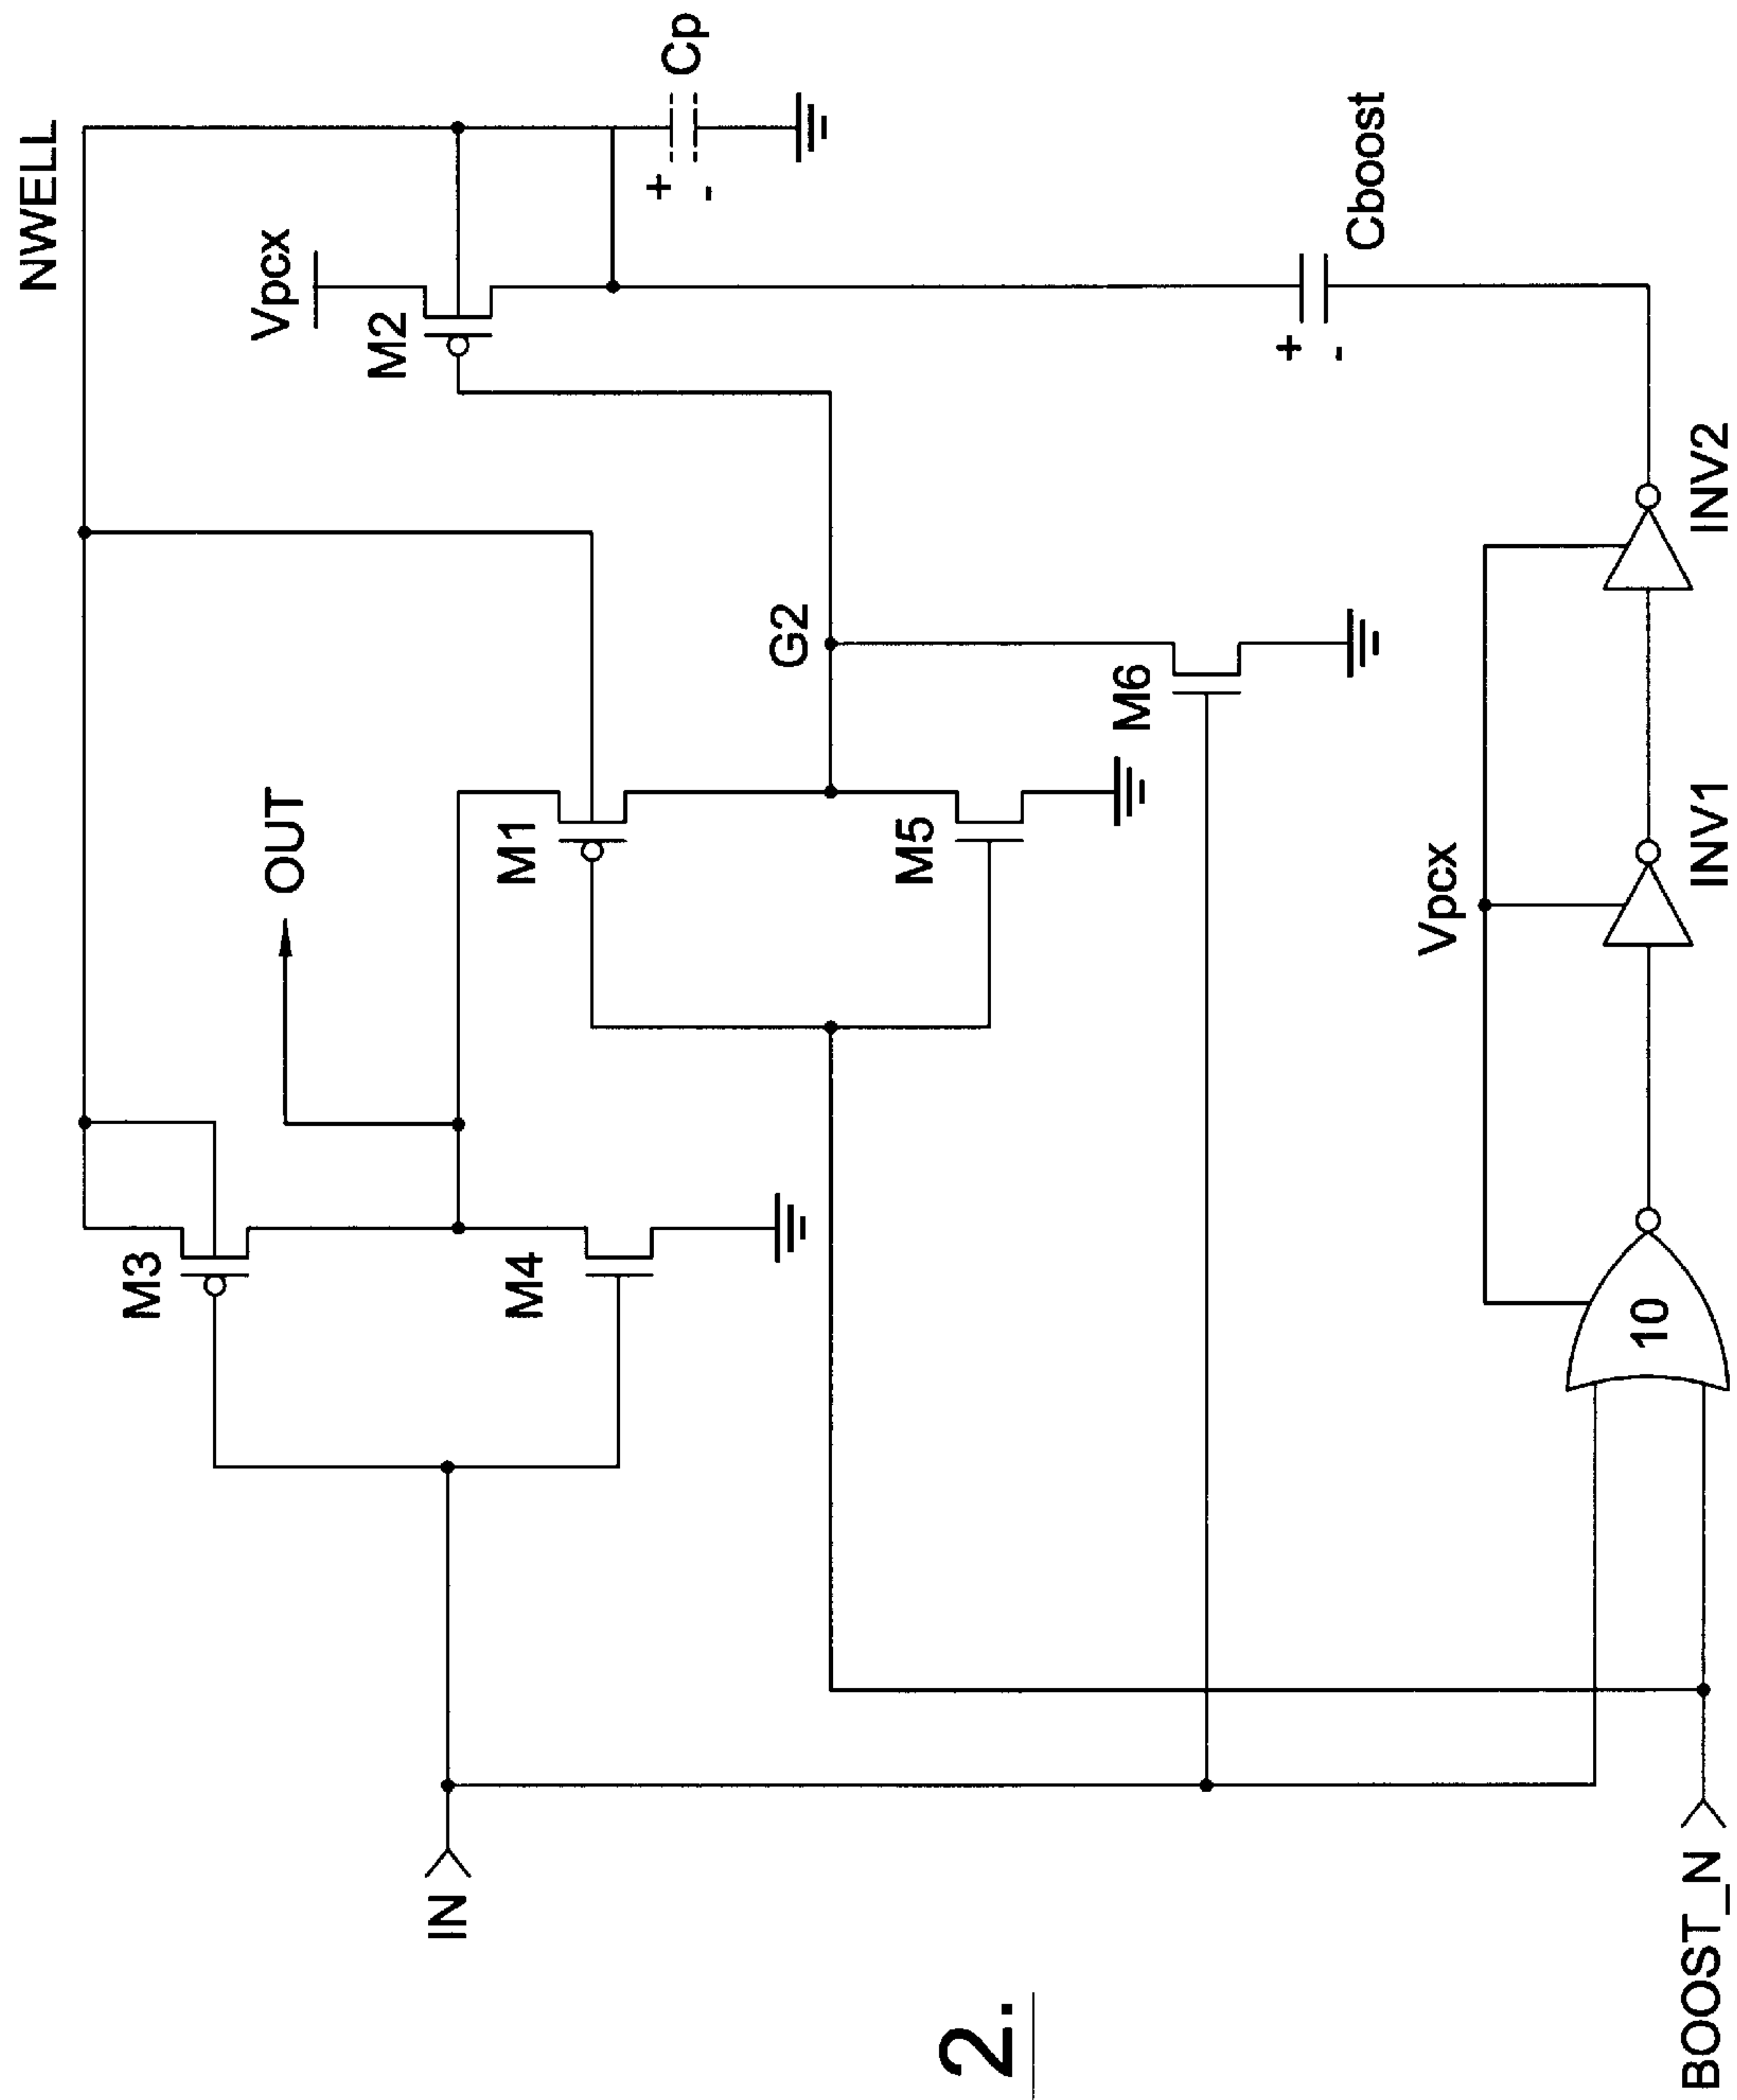 2.
NWELL
Vpcx
M2
Cp
+
-
OUT
M3
M1
G2
M4
M5
M6
IN
Cboost
+
-
Vpcx
10
INV1
INV2
BOOST_N